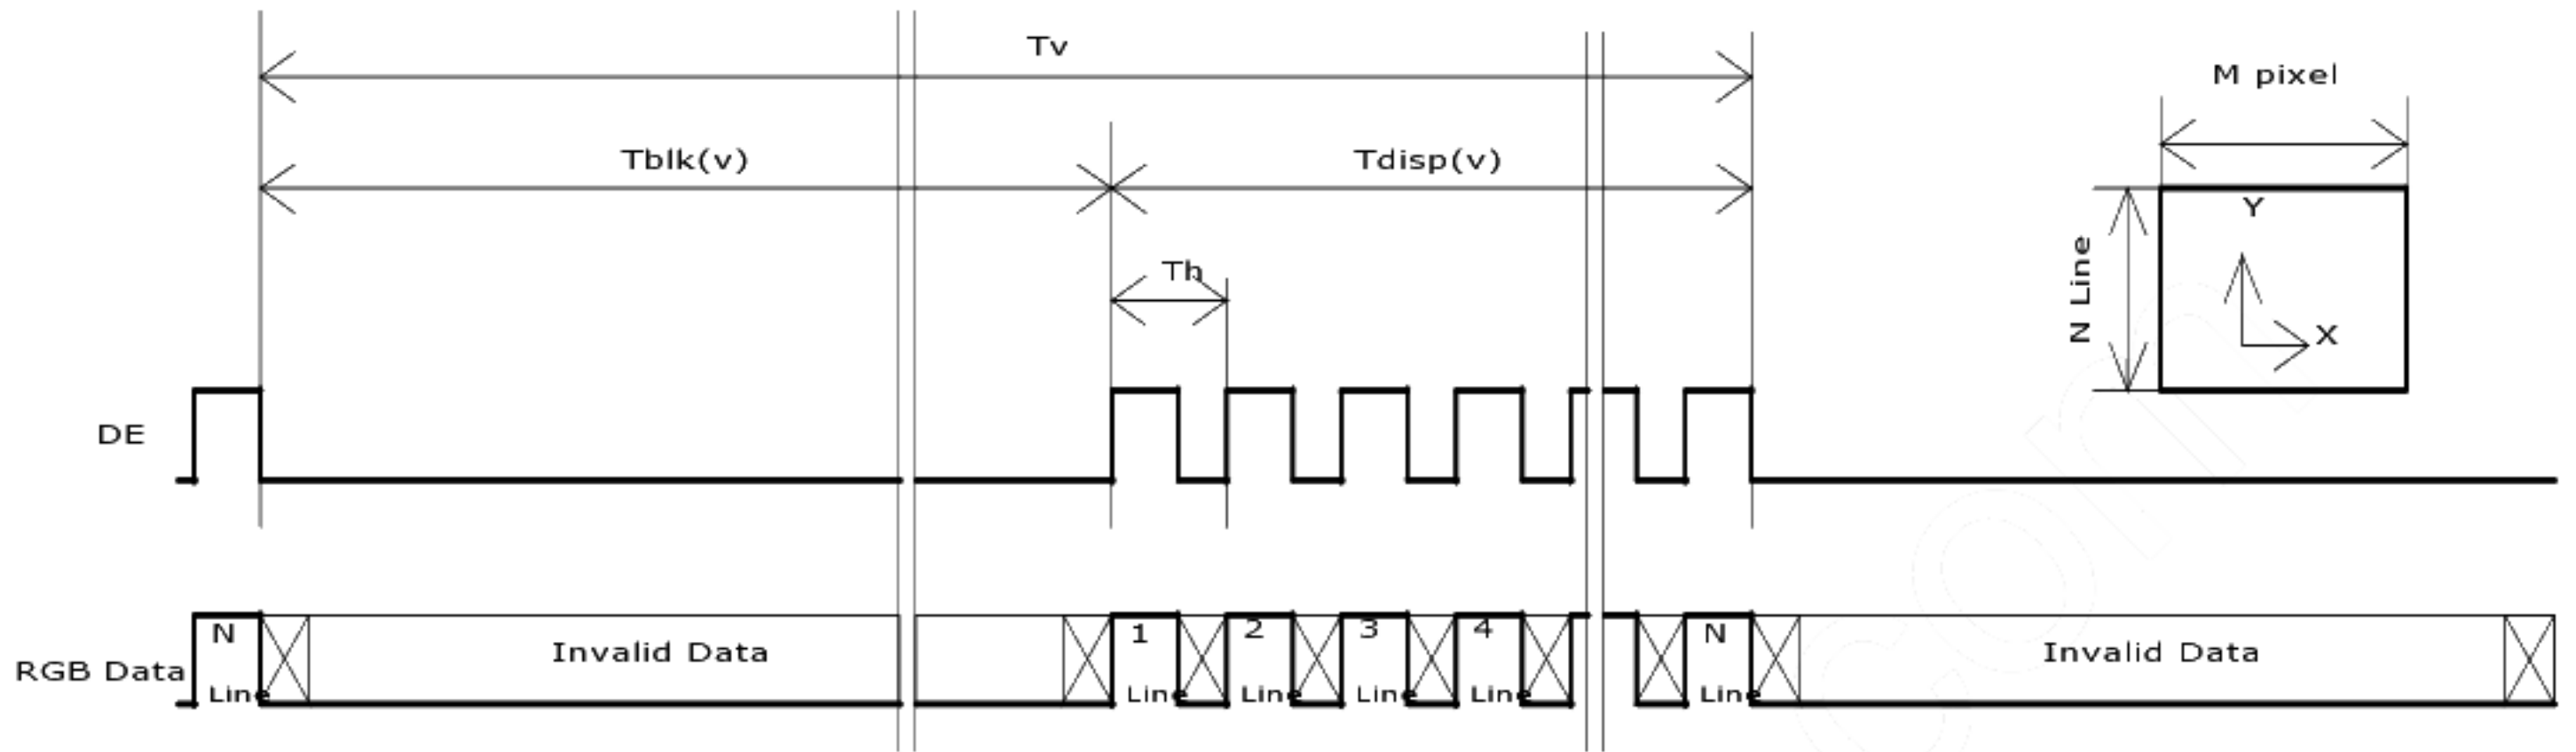 Tv
M pixel
Tblk(v)
Tdisp(v)
Y
Th
N Line
X
DE
N
Line
1
Line
2
Line
3
Line
4
Line
N
Line
Invalid Data
Invalid Data
RGB Data